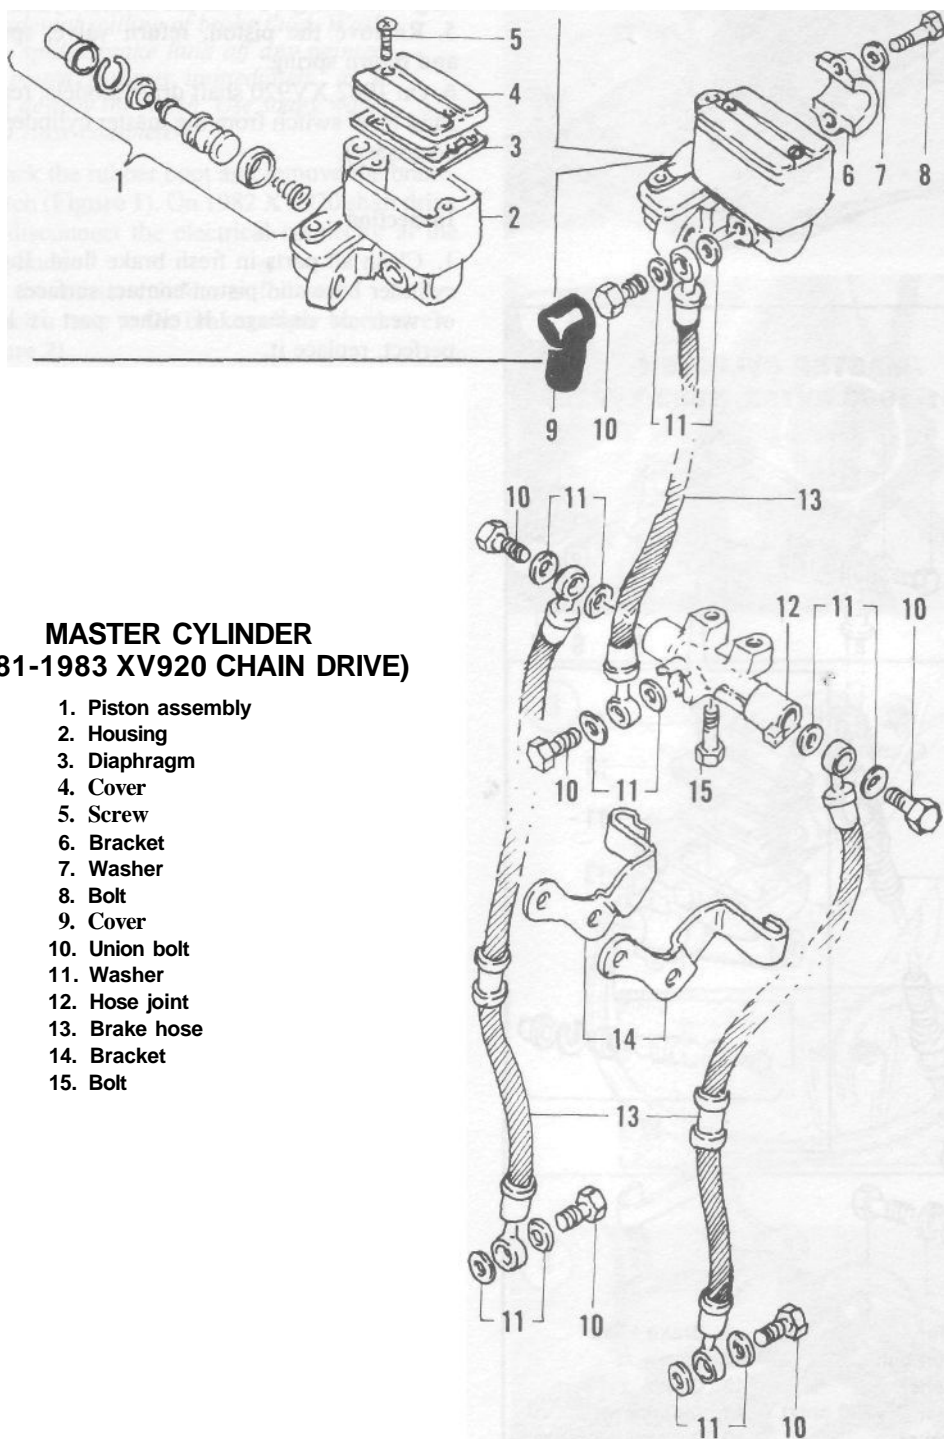 5
4
3
2
1
6
7
8
9
10
11
13
10
11
12
11
10
10
11
15
14
13
11
10
11
10
MASTER CYLINDER
81-1983 XV920 CHAIN DRIVE)
1. Piston assembly
2. Housing
3. Diaphragm
4. Cover
5. Screw
6. Bracket
7. Washer
8. Bolt
9. Cover
10. Union bolt
11. Washer
12. Hose joint
13. Brake hose
14. Bracket
15. Bolt